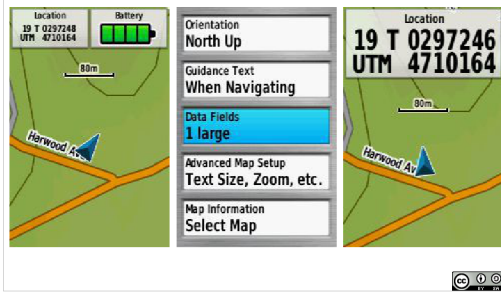 Location
19 T 0297248
UTM 4710164
Battery
80m
Harwood Av
Orientation
North Up
Guidance Text
When Navigating
Data Fields
1 large
Advanced Map Setup
Text Size, Zoom, etc.
Map Information
Select Map
Location
19 T 0297246
UTM 4710164
80m
Harwood Av
cc
BY